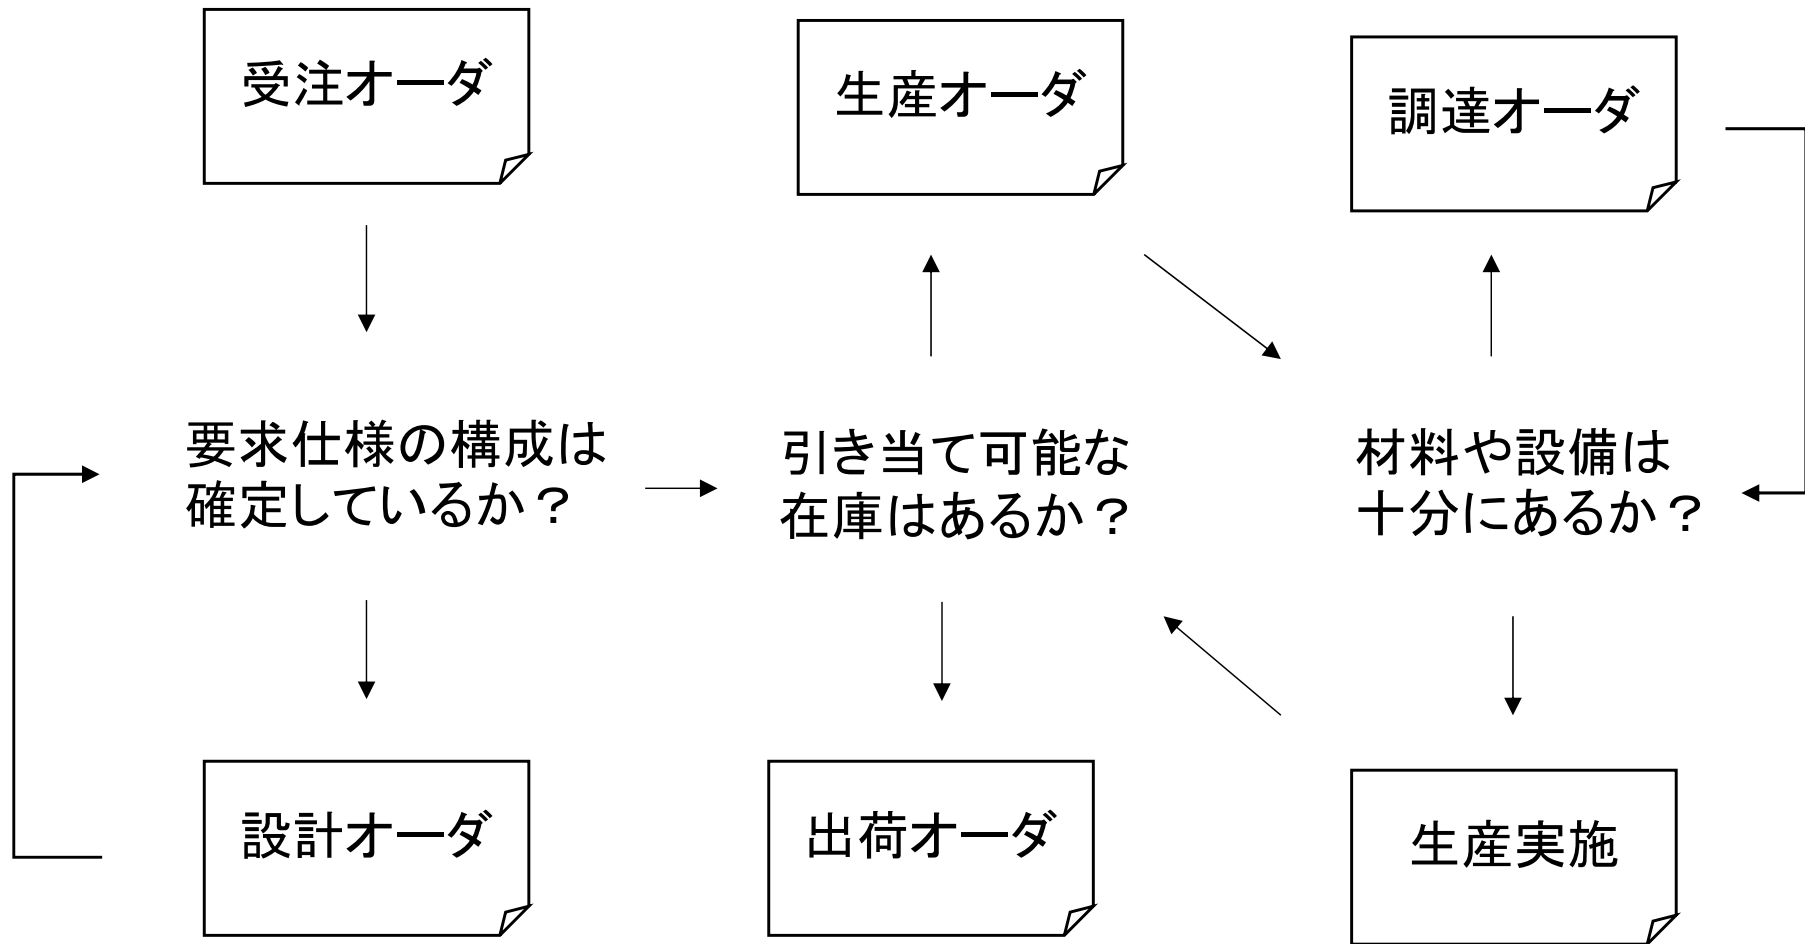 受注オーダ
生産オーダ
調達オーダ
要求仕様の構成は
確定しているか？
引き当て可能な
在庫はあるか？
材料や設備は
十分にあるか？
設計オーダ
出荷オーダ
生産実施